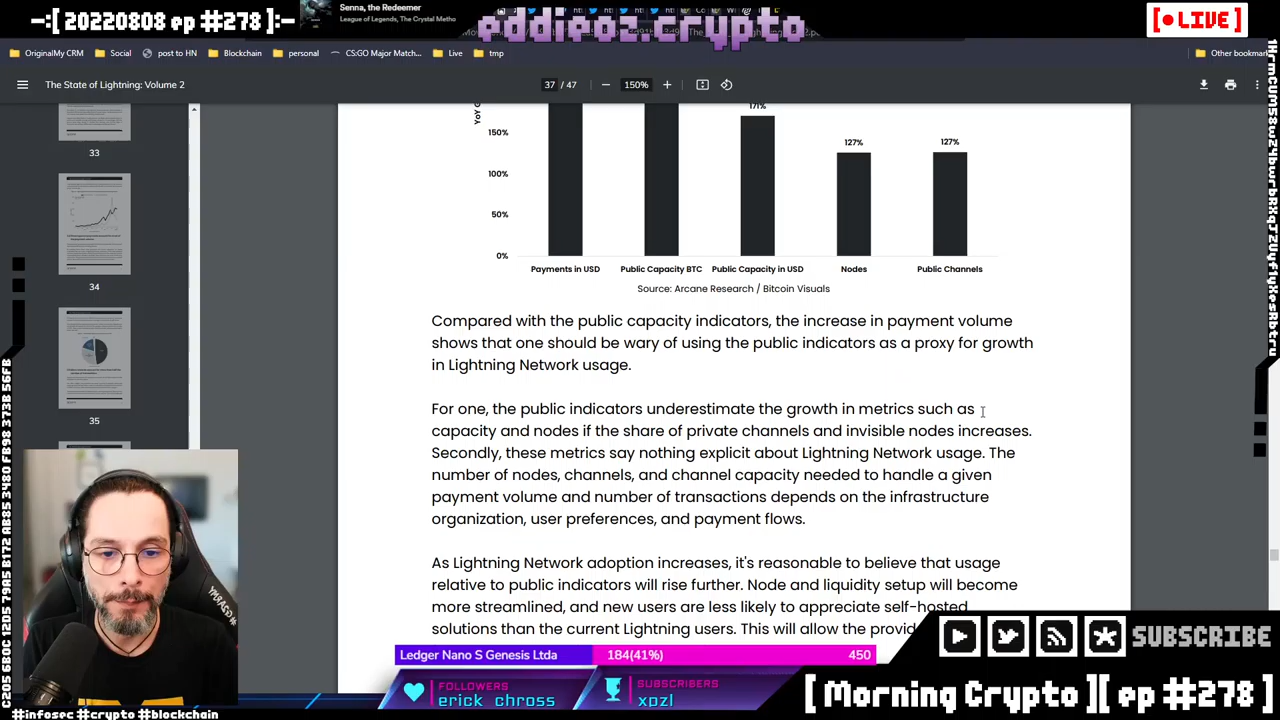 -:[ 20220808 ep #278 ]:-
Senna, the Redeemer
League of Legends, The Crystal Metho
eddieoz.crypto
[ LIVE ]
OriginalMy CRM
Social
post to HN
Blockchain
personal
CS:GO Major Match...
Live
tmp
Other bookmar
The State of Lightning: Volume 2
37 / 47
150%
33
34
35
YoY G
171%
150%
127%
127%
100%
50%
0%
Payments in USD
Public Capacity BTC
Public Capacity in USD
Nodes
Public Channels
Source: Arcane Research / Bitcoin Visuals
Compared with the public capacity indicators, the increase in payment volume
shows that one should be wary of using the public indicators as a proxy for growth
in Lightning Network usage.
For one, the public indicators underestimate the growth in metrics such as
capacity and nodes if the share of private channels and invisible nodes increases.
Secondly, these metrics say nothing explicit about Lightning Network usage. The
number of nodes, channels, and channel capacity needed to handle a given
payment volume and number of transactions depends on the infrastructure
organization, user preferences, and payment flows.
As Lightning Network adoption increases, it's reasonable to believe that usage
relative to public indicators will rise further. Node and liquidity setup will become
more streamlined, and new users are less likely to appreciate self-hosted
solutions than the current Lightning users. This will allow the provid
Ledger Nano S Genesis Ltda
184(41%)
450
SUBSCRIBE
FOLLOWERS
erick chross
SUBSCRIBERS
xpzl
[ Morning Crypto ][ ep #278 ]
#infosec #crypto #blockchain